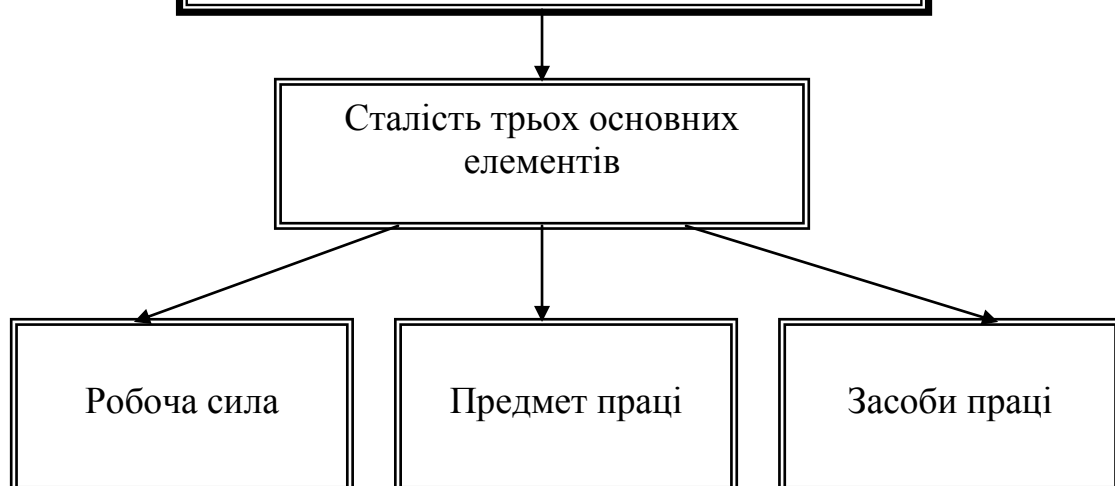 Сталість трьох основних
елементів
Робоча сила
Предмет праці
Засоби праці